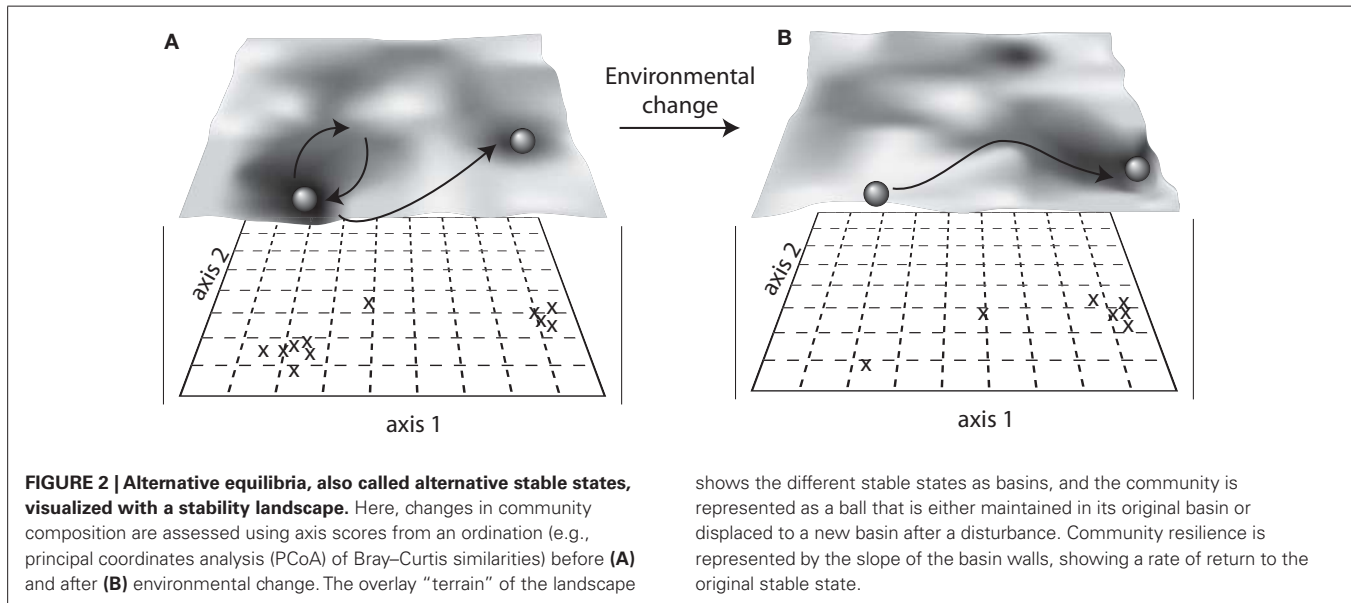 A
Environmental
change
B
axis 2
x
x
x
x
x
x
x
x
x
x
x
axis 1
axis 2
x
x
x
x
x
x
x
axis 1
FIGURE 2 | Alternative equilibria, also called alternative stable states,
visualized with a stability landscape. Here, changes in community
composition are assessed using axis scores from an ordination (e.g.,
principal coordinates analysis (PCoA) of Bray–Curtis similarities) before (A)
and after (B) environmental change. The overlay “terrain” of the landscape
shows the different stable states as basins, and the community is
represented as a ball that is either maintained in its original basin or
displaced to a new basin after a disturbance. Community resilience is
represented by the slope of the basin walls, showing a rate of return to the
original stable state.